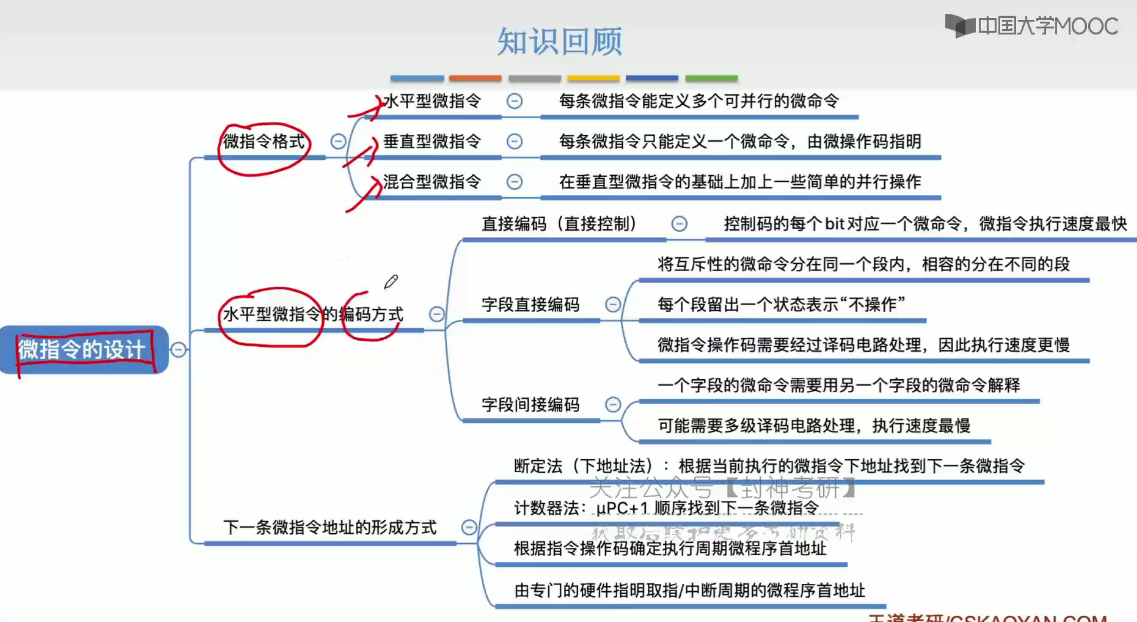 中国大学MOOC
知识回顾
微指令的设计
微指令格式
水平型微指令
每条微指令能定义多个可并行的微命令
垂直型微指令
每条微指令只能定义一个微命令，由微操作码指明
混合型微指令
在垂直型微指令的基础上加上一些简单的并行操作
水平型微指令的编码方式
直接编码（直接控制）
控制码的每个bit对应一个微命令，微指令执行速度最快
字段直接编码
将互斥性的微命令分在同一个段内，相容的分在不同的段
每个段留出一个状态表示“不操作”
微指令操作码需要经过译码电路处理，因此执行速度更慢
字段间接编码
一个字段的微命令需要用另一个字段的微命令解释
可能需要多级译码电路处理，执行速度最慢
下一条微指令地址的形成方式
断定法（下地址法）：根据当前执行的微指令下地址找到下一条微指令
关注公众号【封神考研】
计数器法：μPC+1 顺序找到下一条微指令
根据指令操作码确定执行周期微程序首地址
由专门的硬件指明取指/中断周期的微程序首地址
王道考研/CSKAOYAN.COM